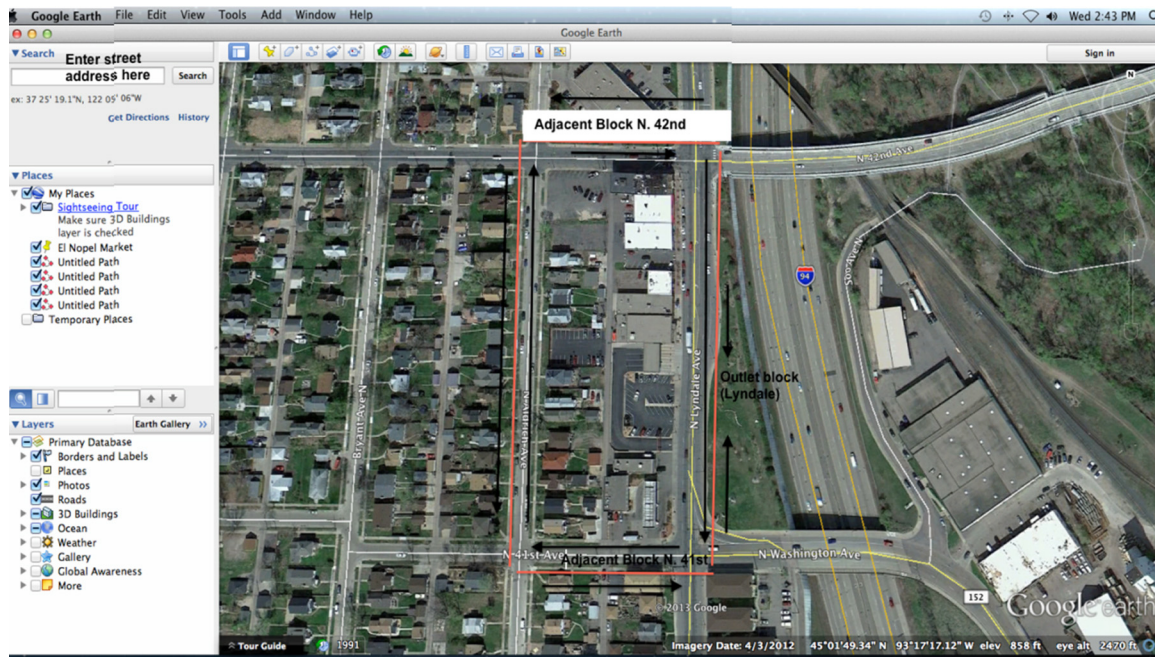 Google Earth File Edit View Tools Add Window Help
Wed 2:43 PM
Google Earth
Search
Enter street
address here
Search
Sign in
ex: 37 25' 19.1"N, 122 05' 06"W
Get Directions History
N
Adjacent Block N. 42nd
N 42nd Ave
Places
My Places
Sightseeing Tour
Make sure 3D Buildings
layer is checked
El Nopel Market
Untitled Path
Untitled Path
Untitled Path
Untitled Path
Temporary Places
Soo Ave N
94
Outlet block
(Lyndale)
N Lyndale Ave
Bryant Ave N
N Aldrich Ave
Layers
Earth Gallery >>
Primary Database
Borders and Labels
Places
Photos
Roads
3D Buildings
Ocean
Weather
Gallery
Global Awareness
More
N 41st Ave
Adjacent Block N. 41st
N Washington Ave
152
©2013 Google
Google earth
Tour Guide
1991
Imagery Date: 4/3/2012 45°01'49.34" N 93°17'17.12" W elev 858 ft eye alt 2470 ft